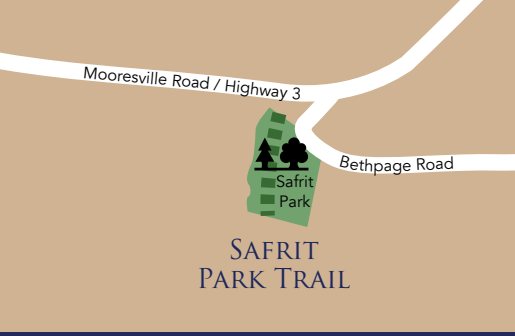 Mooresville Road / Highway 3
Bethpage Road
Safrit
Park
Safrit
Park Trail